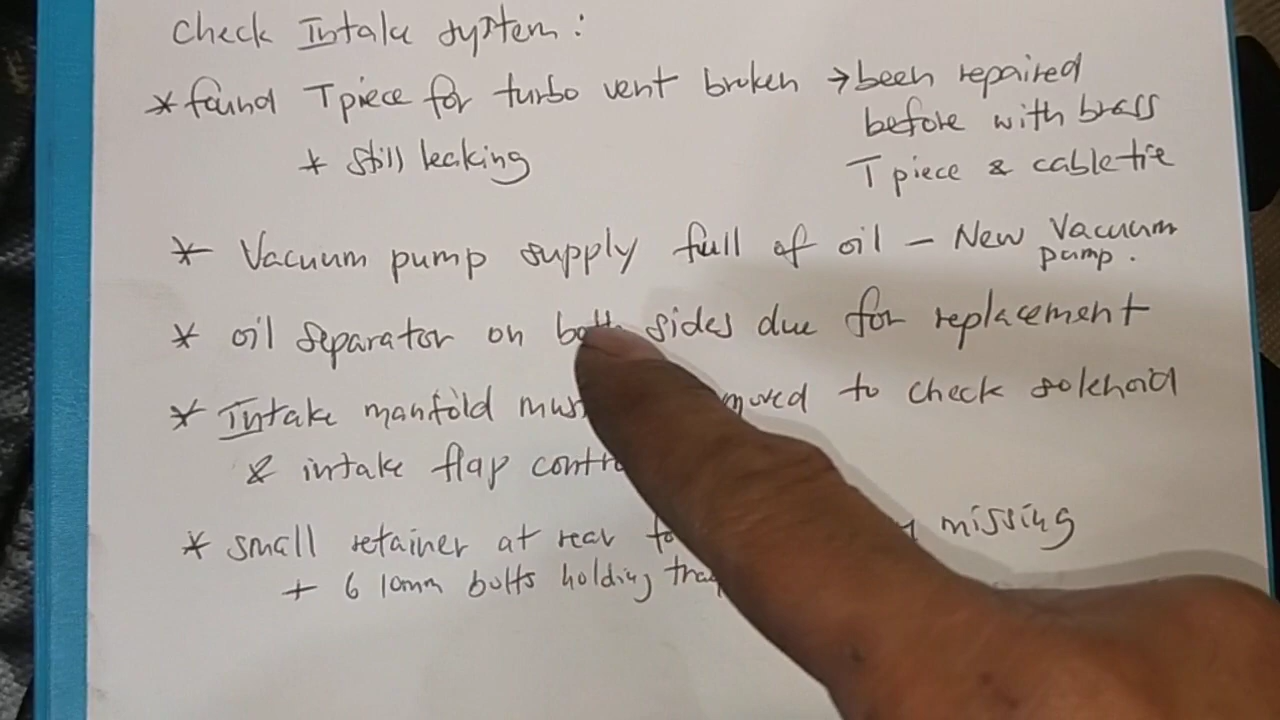 Check Intake system:
* found T piece for turbo vent broken → been repaired
before with brass
* still leaking
T piece & cable tie
* Vacuum pump supply full of oil – New Vacuum
pump.
* oil separator on both sides due for replacement
* Intake manifold to check solenoid
& intake flap
* small retainer at rear missing
+ 6 10mm bolts holding